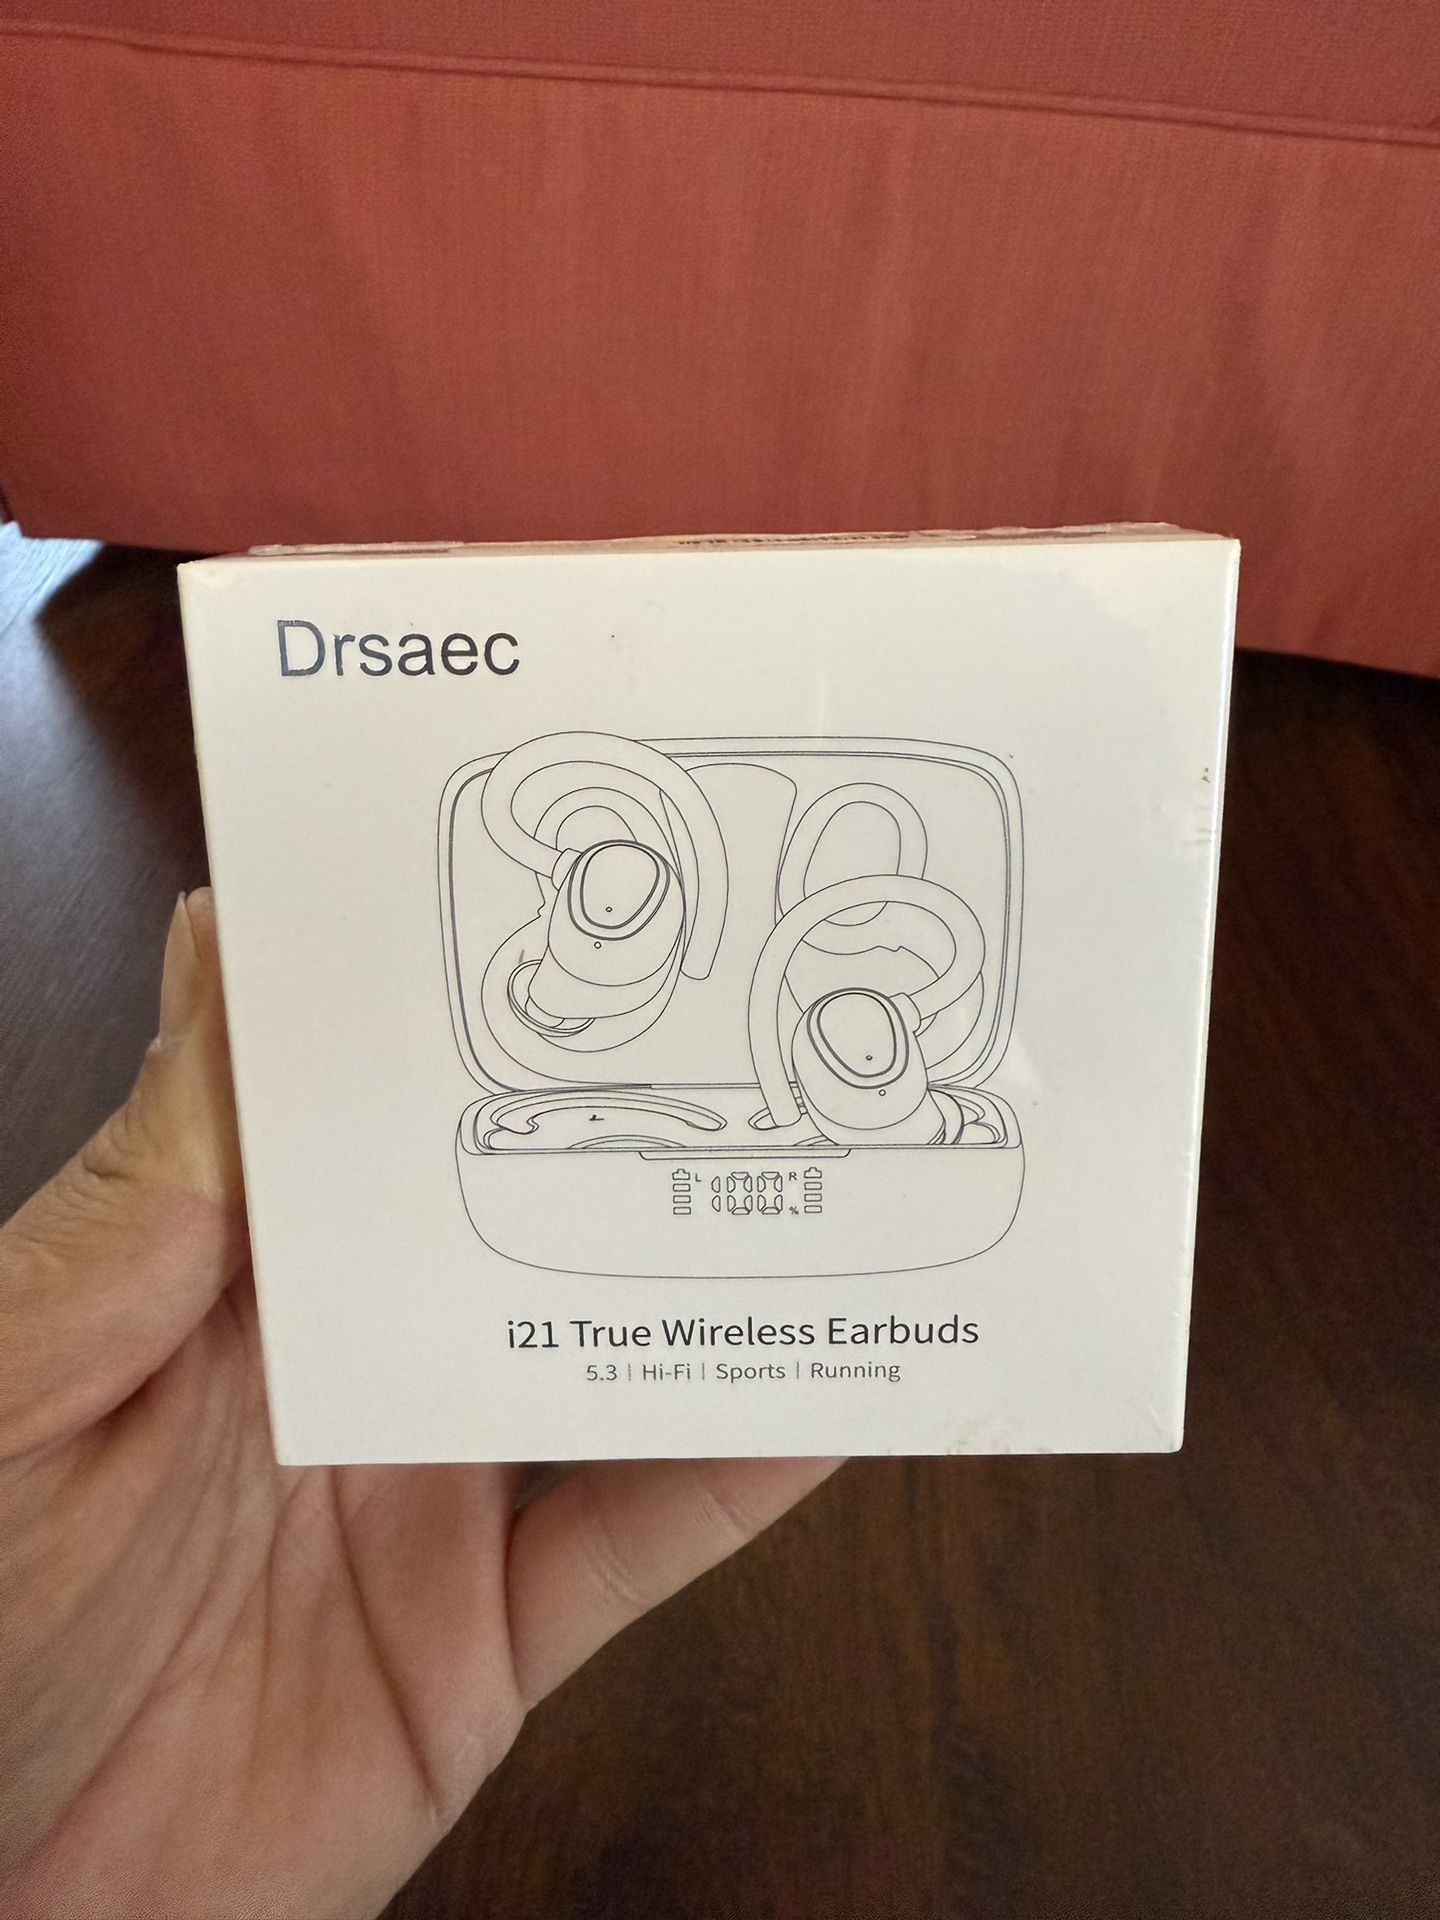 Drsaec
L 100 R
%
i21 True Wireless Earbuds
5.3 | Hi-Fi | Sports | Running